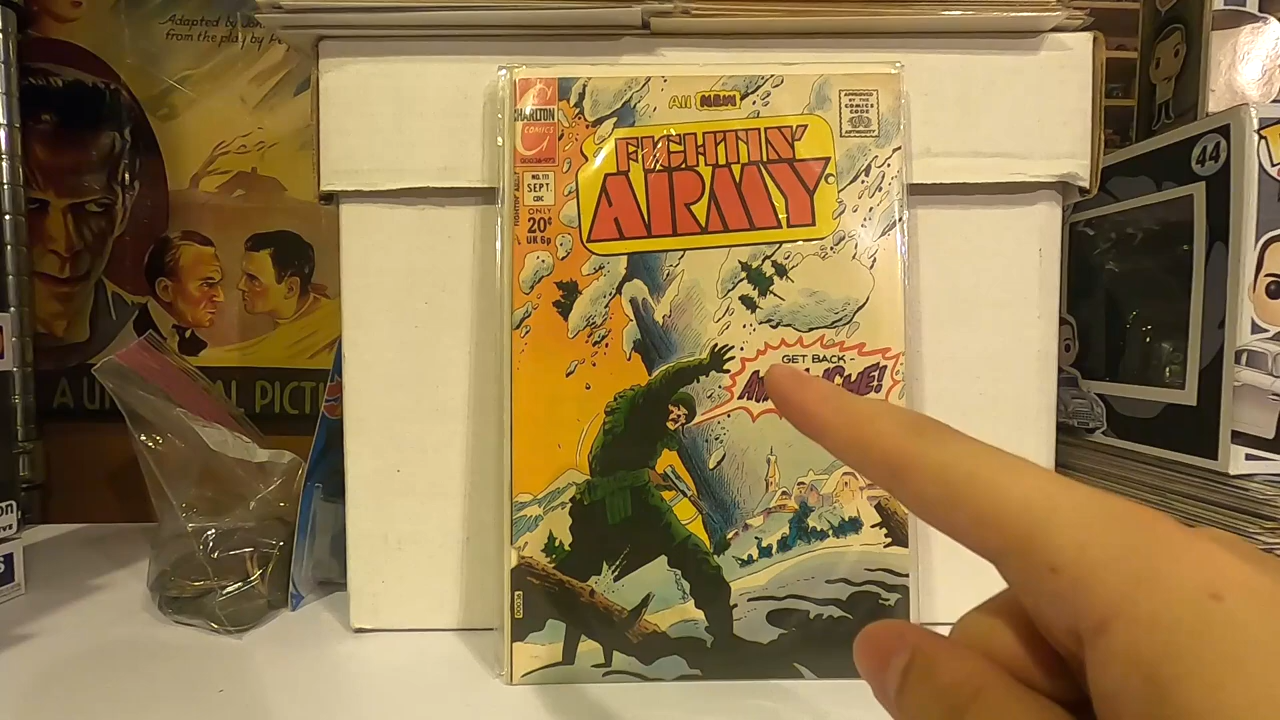 Adapted by
from the play by
ALL NEW
CHARLTON
COMICS
APPROVED
BY THE
COMICS
CODE
AUTHORITY
FIGHTIN'
ARMY
NO. 111
SEPT.
CDC
ONLY
20¢
UK 6p
GET BACK -
44
A
PICT